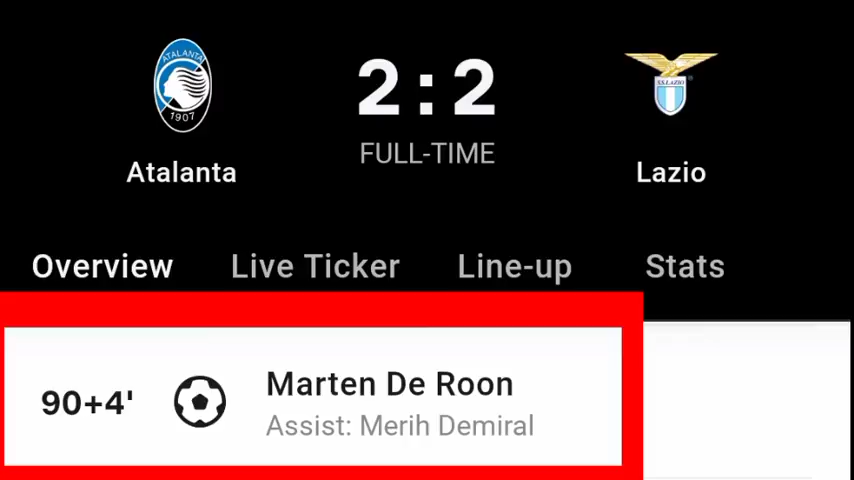 ATALANTA
1907
S.S.LAZIO
2:2
FULL-TIME
Atalanta
Lazio
Overview Live Ticker Line-up Stats
90+4' Marten De Roon
Assist: Merih Demiral